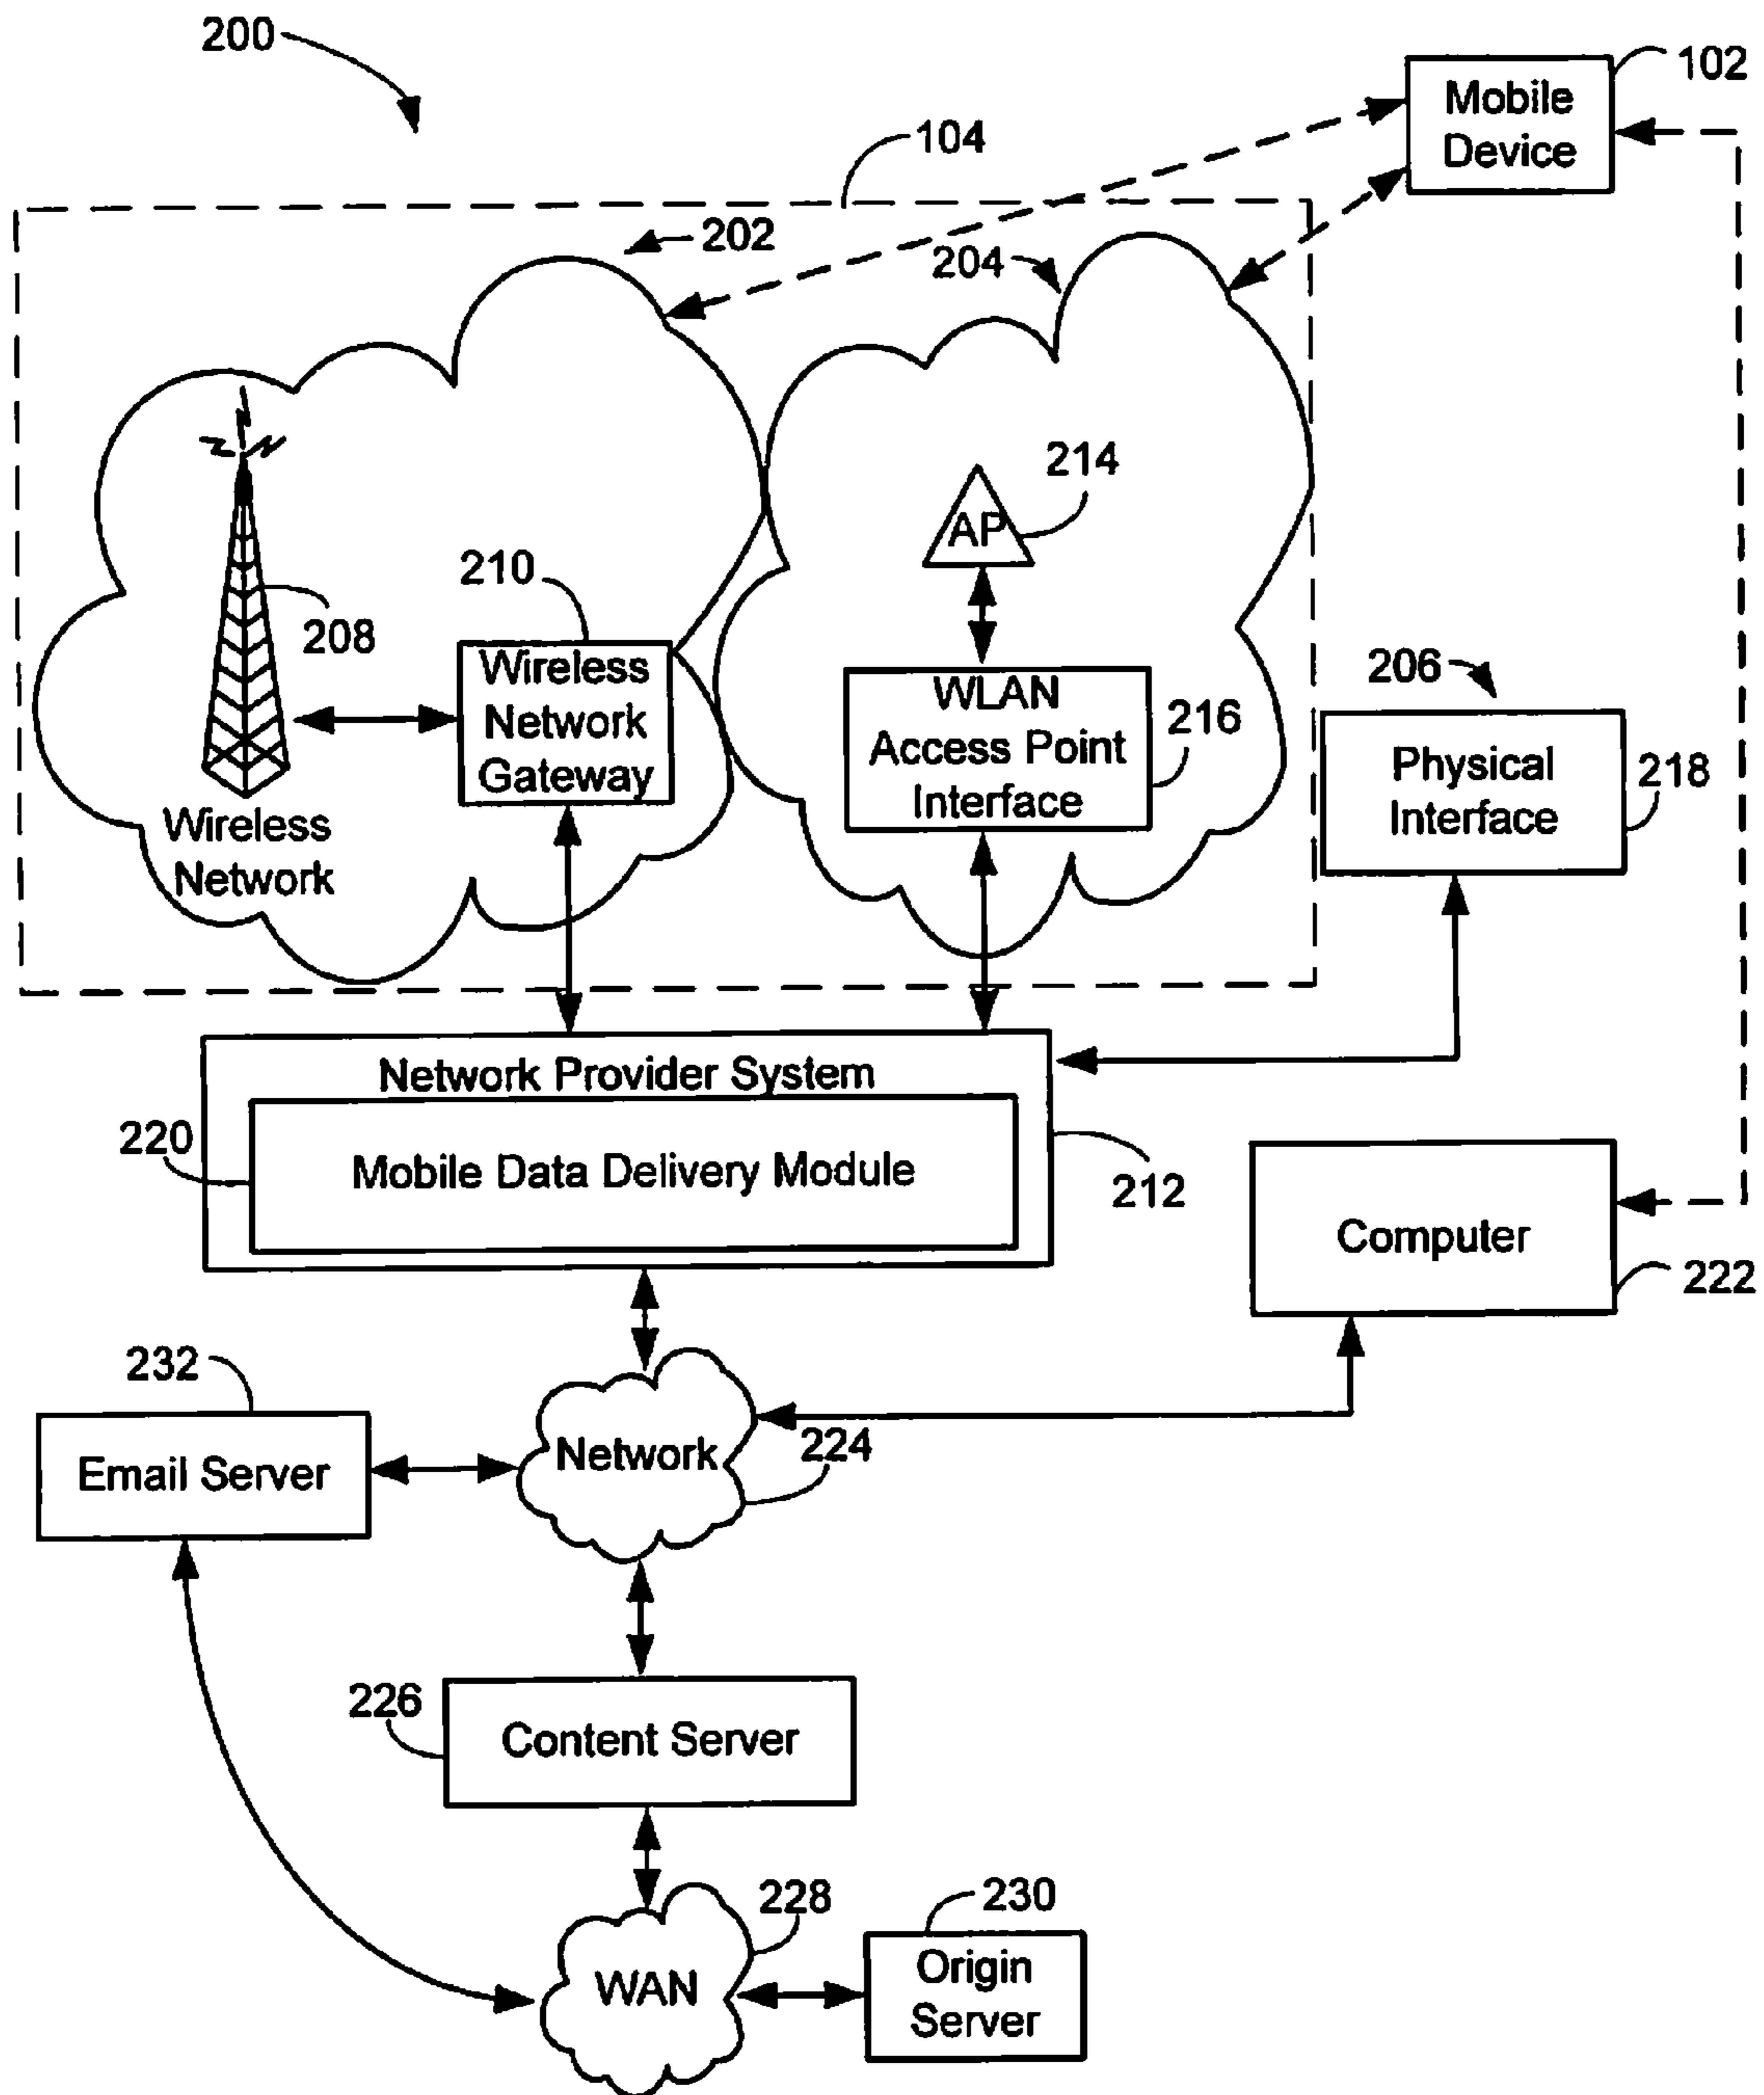 200
102
Mobile
Device
104
202
204
214
AP
210
208
Wireless
Network
Gateway
WLAN
Access Point
Interface
216
206
Physical
Interface
218
Wireless
Network
Network Provider System
220
Mobile Data Delivery Module
212
Computer
222
232
Email Server
Network
224
226
Content Server
228
WAN
230
Origin
Server